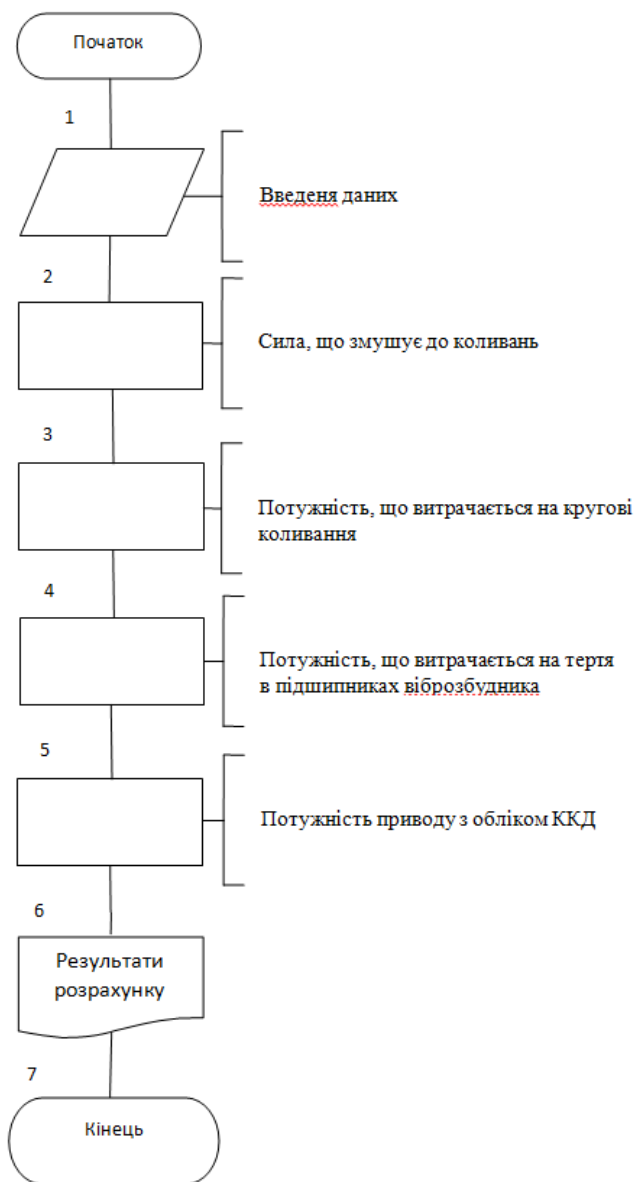 Початок
1
Введеня даних
2
Сила, що змушує до коливань
3
Потужність, що витрачається на кругові
коливання
4
Потужність, що витрачається на тертя
в підшипниках віброзбудника
5
Потужність приводу з обліком ККД
6
Результати
розрахунку
7
Кінець